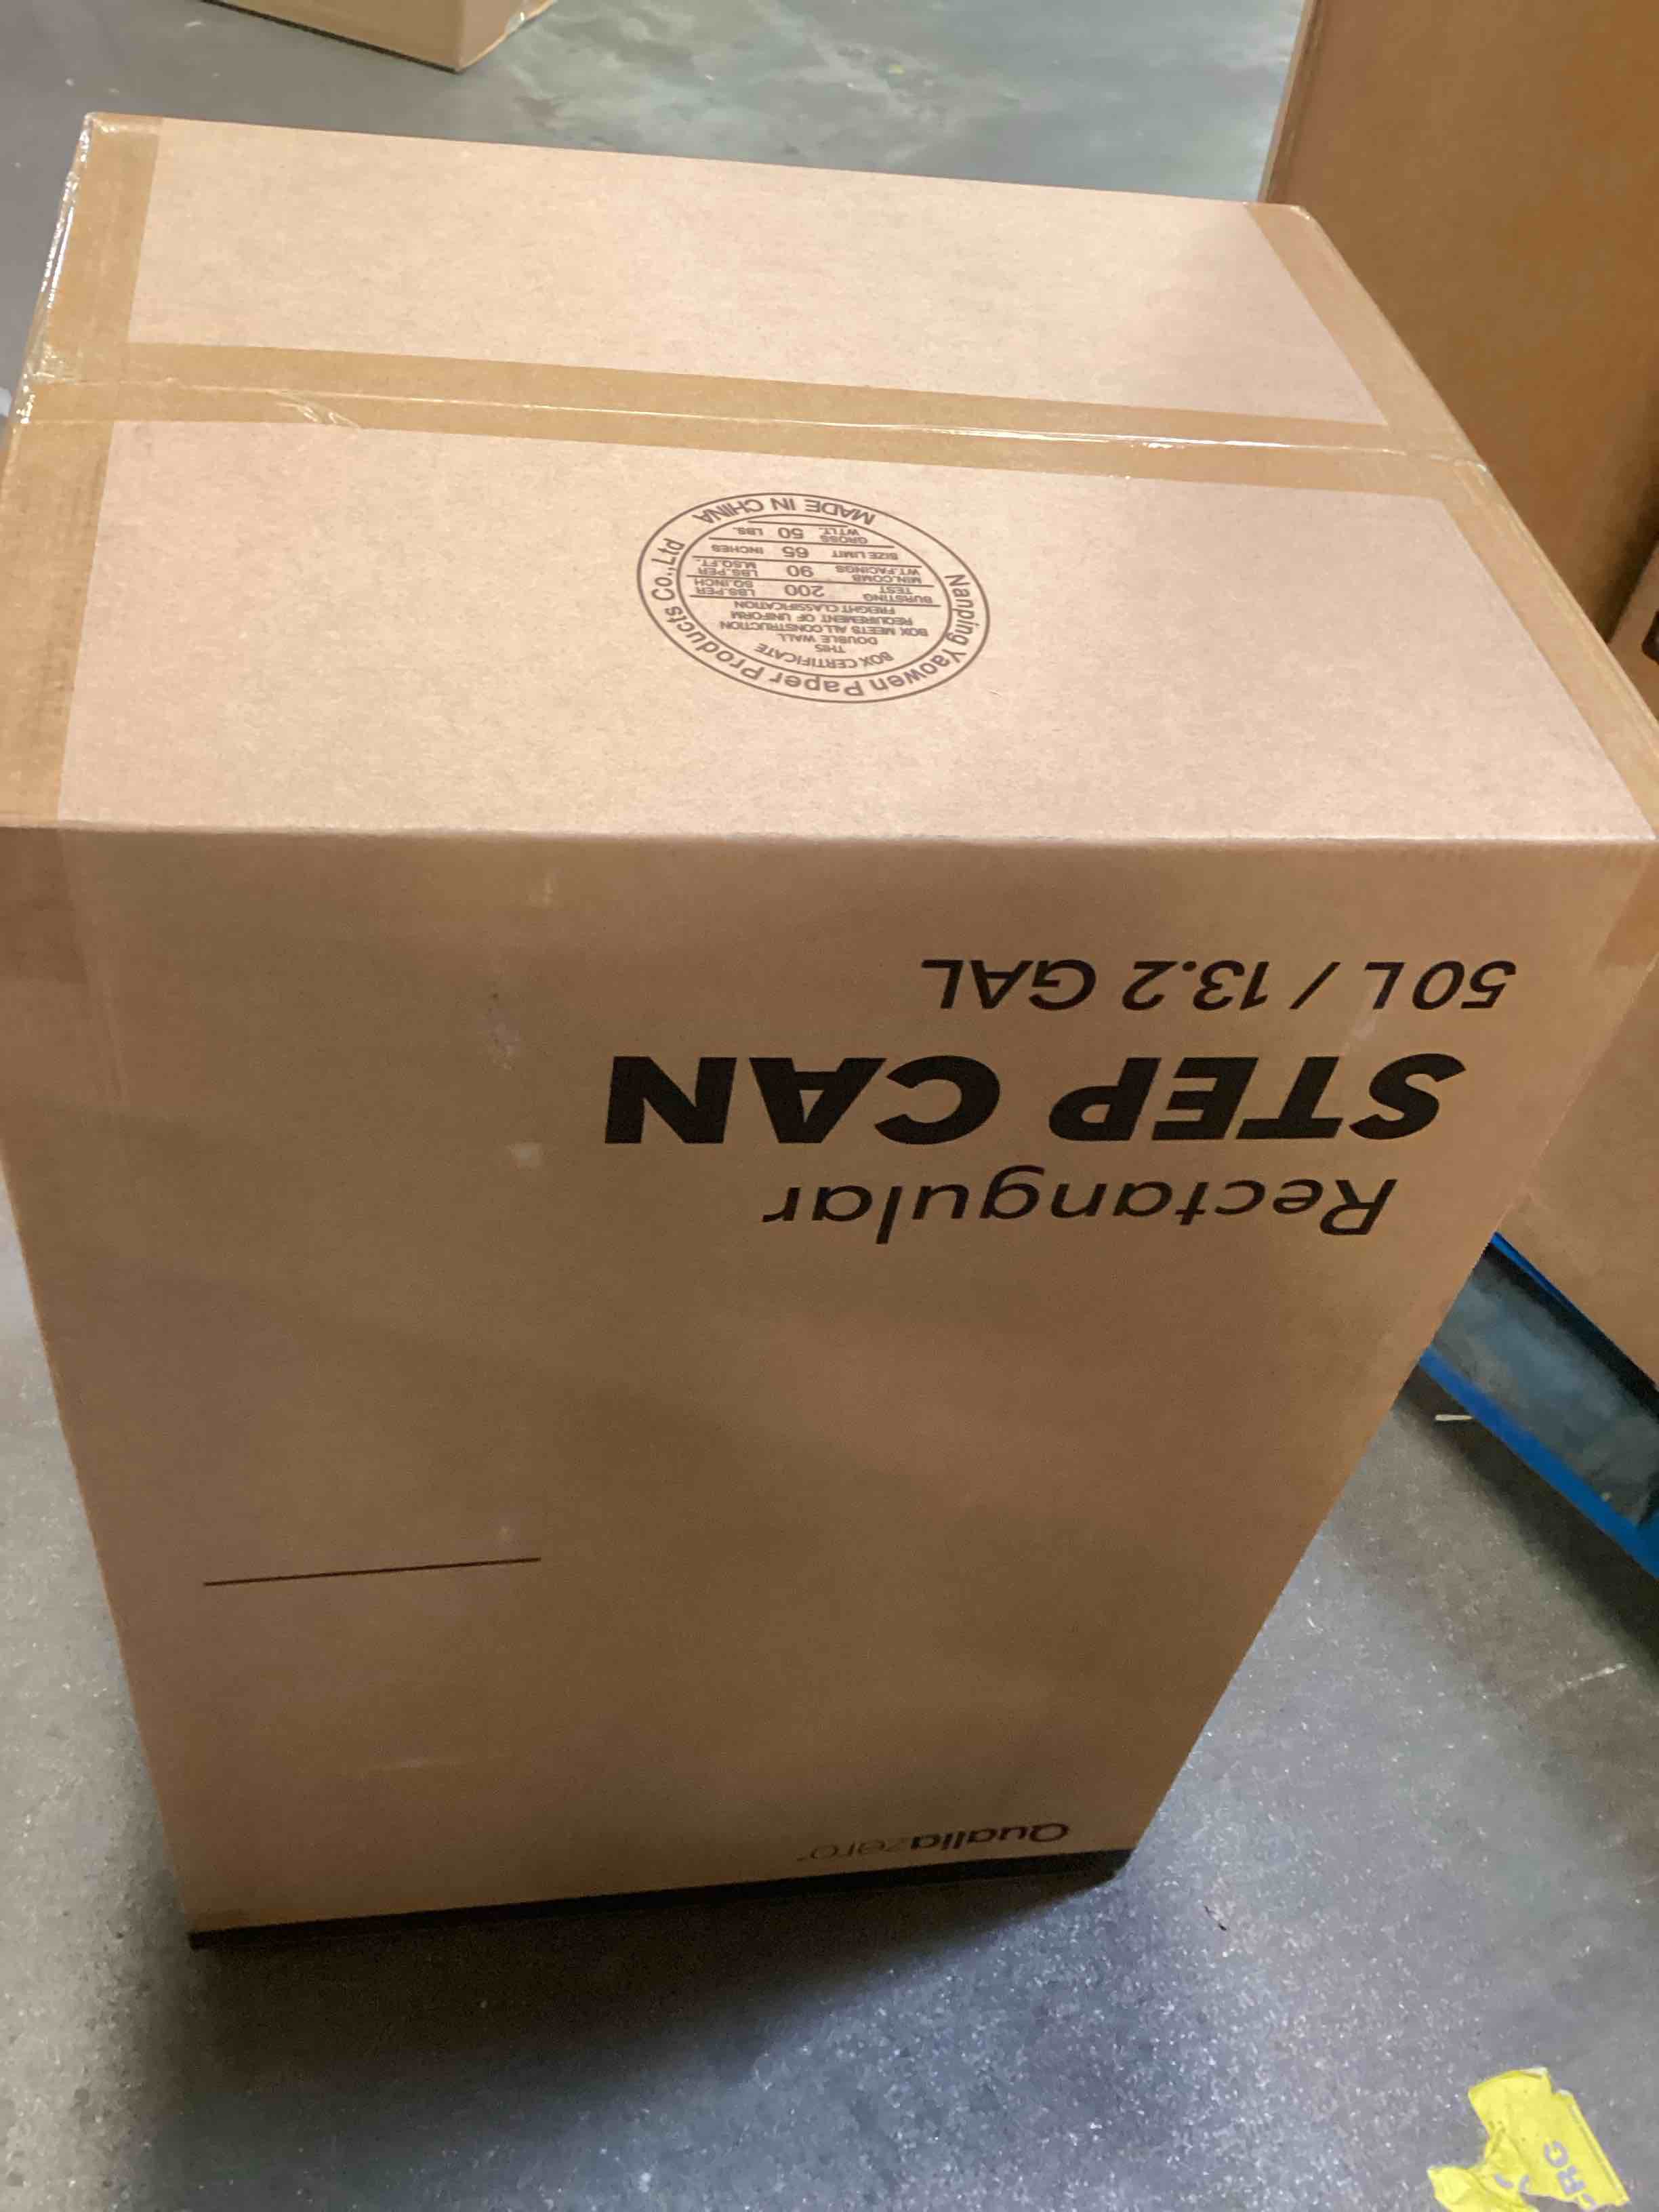 Quallazero™
Rectangular
STEP CAN
50 L / 13.2 GAL
Nanping Yaowen Paper Products Co.,Ltd
BOX CERTIFICATE
THIS
DOUBLE WALL
BOX MEETS ALL CONSTRUCTION
REQUIREMENT OF UNIFORM
FREIGHT CLASSIFICATION
BURSTING TEST 200 LBS.PER SQ.INCH
MIN.COMB WT.FACINGS 90 LBS.PER M.SQ.FT.
SIZE LIMIT 65 INCHES
GROSS WT.LT. 50 LBS.
MADE IN CHINA